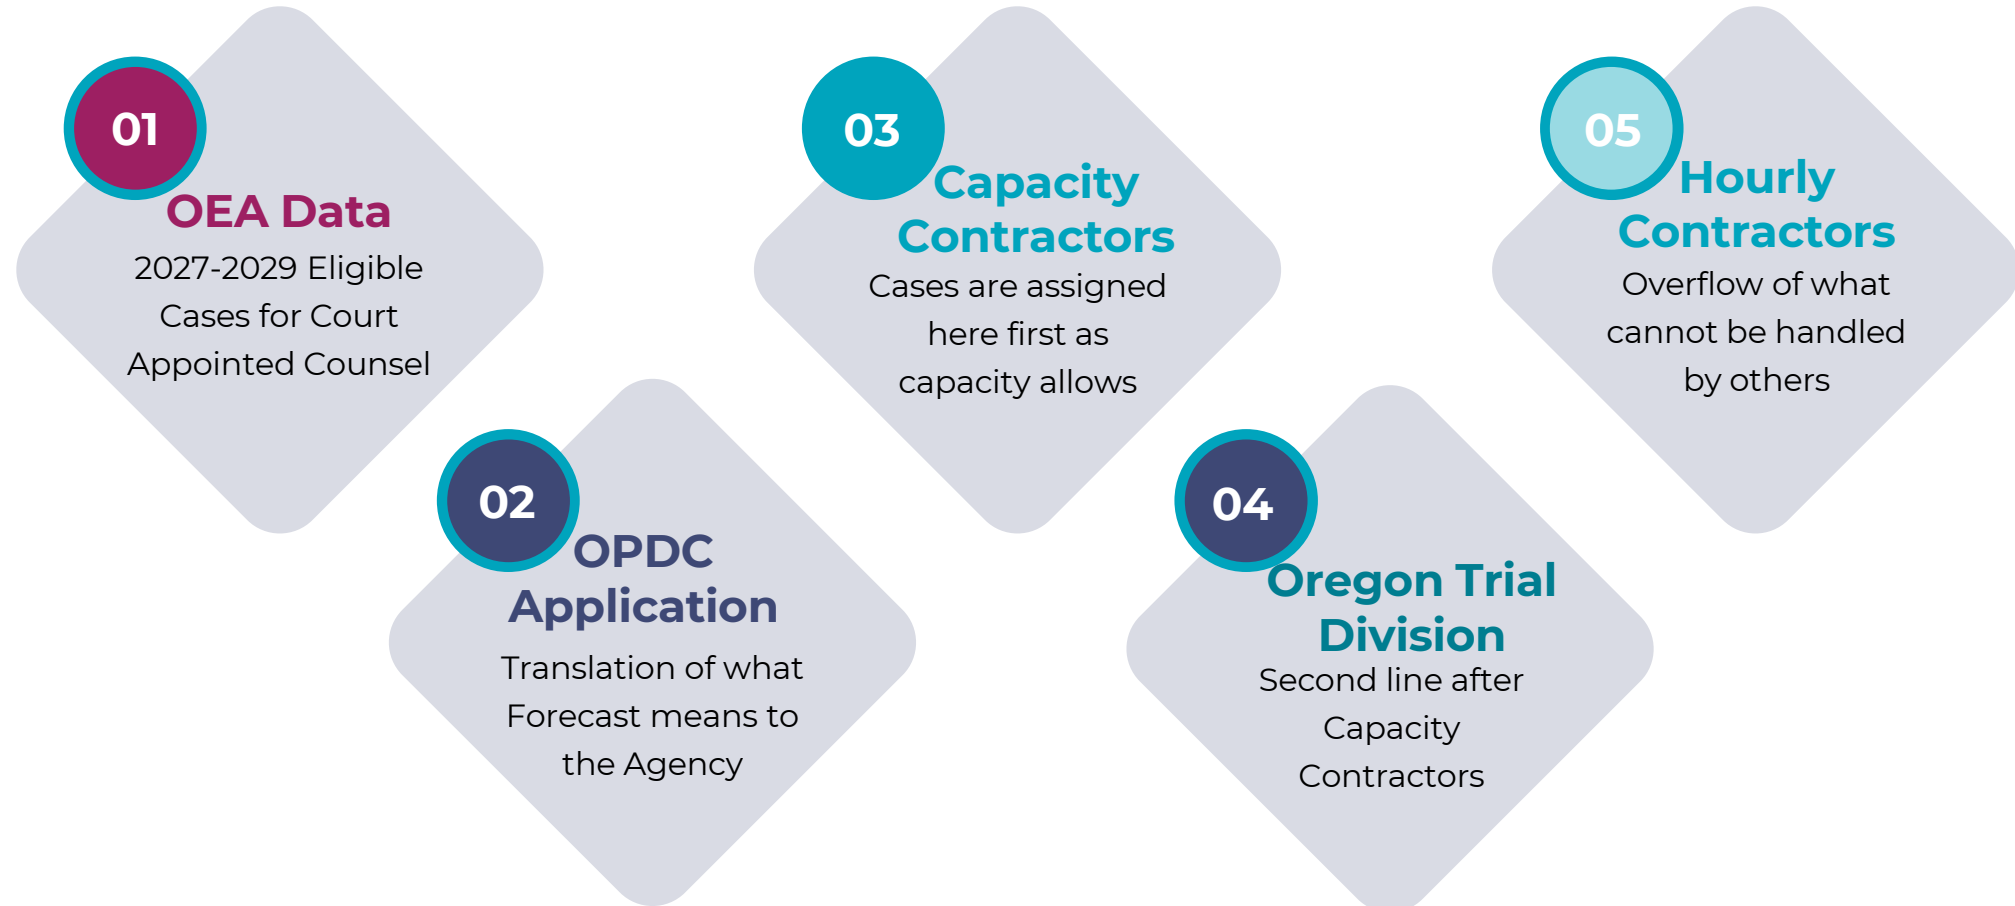 01
OEA Data
2027-2029 Eligible
Cases for Court
Appointed Counsel
02
OPDC
Application
Translation of what
Forecast means to
the Agency
03
Capacity
Contractors
Cases are assigned
here first as
capacity allows
04
Oregon Trial
Division
Second line after
Capacity
Contractors
05
Hourly
Contractors
Overflow of what
cannot be handled
by others